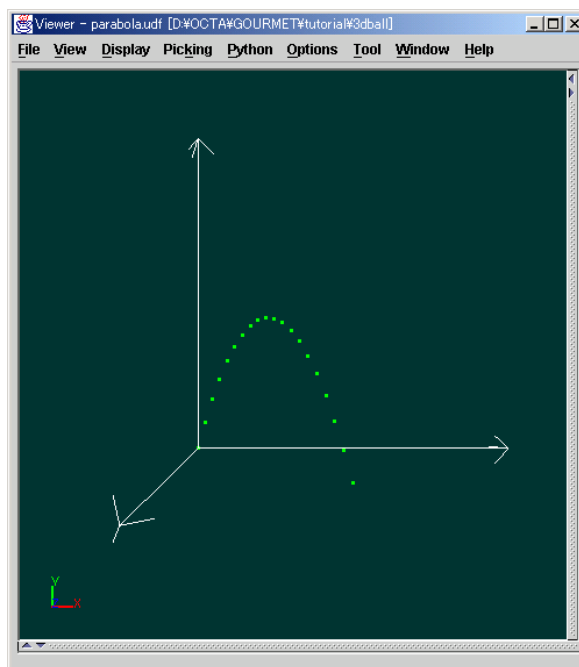 Viewer - parabola.udf [D:¥OCTA¥GOURMET¥tutorial¥3dball]
File View Display Picking Python Options Tool Window Help
Y
X